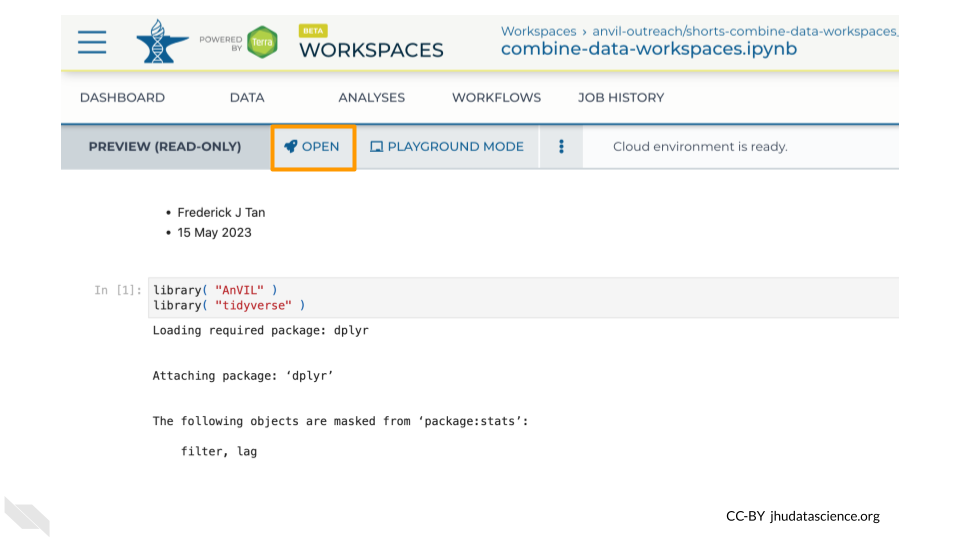 POWERED BY
Terra
BETA
WORKSPACES
Workspaces › anvil-outreach/shorts-combine-data-workspaces_
combine-data-workspaces.ipynb
DASHBOARD DATA ANALYSES WORKFLOWS JOB HISTORY
PREVIEW (READ-ONLY) OPEN PLAYGROUND MODE Cloud environment is ready.
• Frederick J Tan
• 15 May 2023
In [1]: library( "AnVIL" )
library( "tidyverse" )
Loading required package: dplyr
Attaching package: ‘dplyr’
The following objects are masked from ‘package:stats’:
filter, lag
CC-BY jhudatascience.org